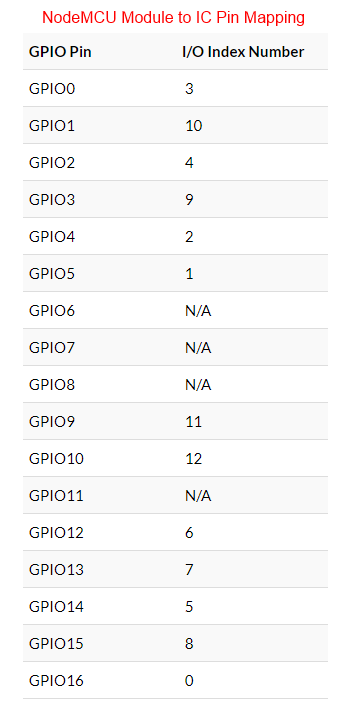 NodeMCU Module to IC Pin Mapping
GPIO Pin I/O Index Number
GPIO0 3
GPIO1 10
GPIO2 4
GPIO3 9
GPIO4 2
GPIO5 1
GPIO6 N/A
GPIO7 N/A
GPIO8 N/A
GPIO9 11
GPIO10 12
GPIO11 N/A
GPIO12 6
GPIO13 7
GPIO14 5
GPIO15 8
GPIO16 0